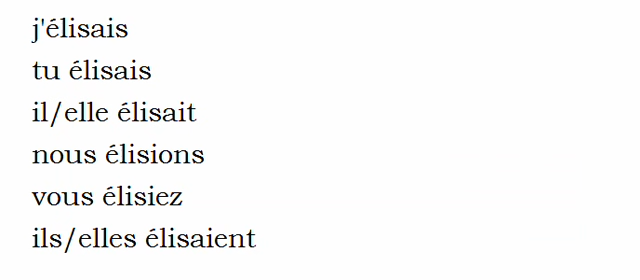 j'élisais
tu élisais
il/elle élisait
nous élisions
vous élisiez
ils/elles élisaient